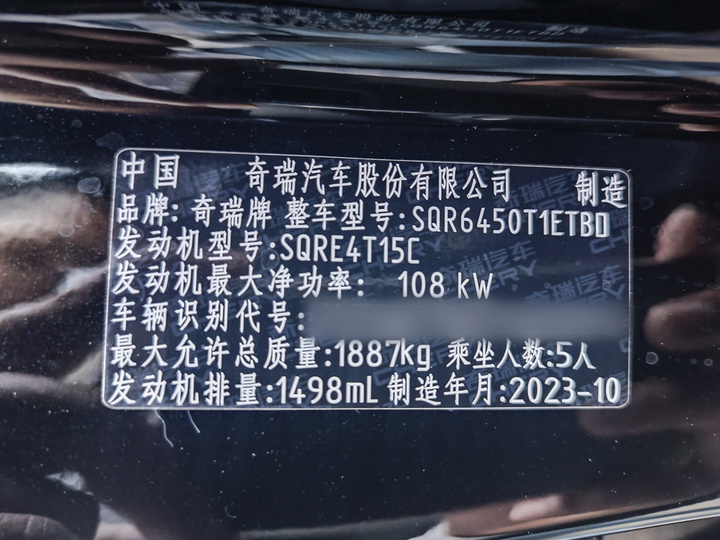 中国 奇瑞汽车股份有限公司 制造
品牌: 奇瑞牌 整车型号:SQR6450T1ETBD
发动机型号:SQRE4T15C
发动机最大净功率: 108 kW
车辆识别代号:
最大允许总质量:1887kg 乘坐人数:5人
发动机排量:1498mL 制造年月:2023-10